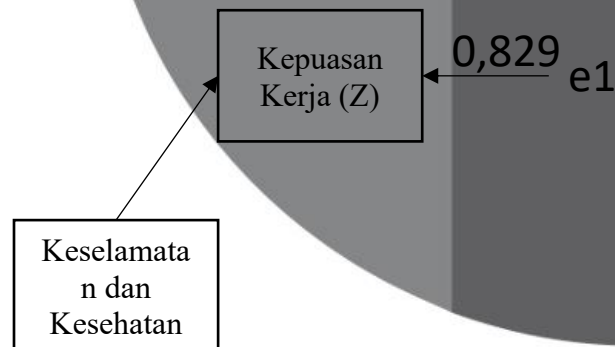 Kepuasan
Kerja (Z)
0,829
e1
Keselamata
n dan
Kesehatan